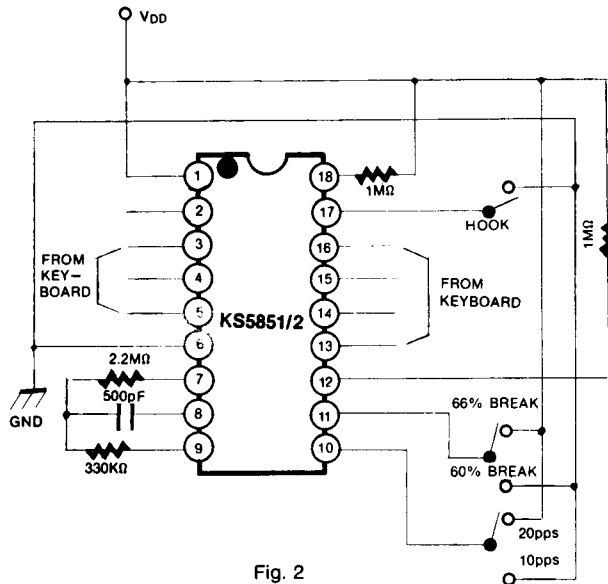 VDD
1
18
1MΩ
2
17
HOOK
1MΩ
3
16
FROM
KEY-
BOARD
4
15
FROM
KEYBOARD
5
14
KS5851/2
6
13
2.2MΩ
7
12
500pF
GND
8
11
66% BREAK
330KΩ
9
10
60% BREAK
20pps
10pps
Fig. 2